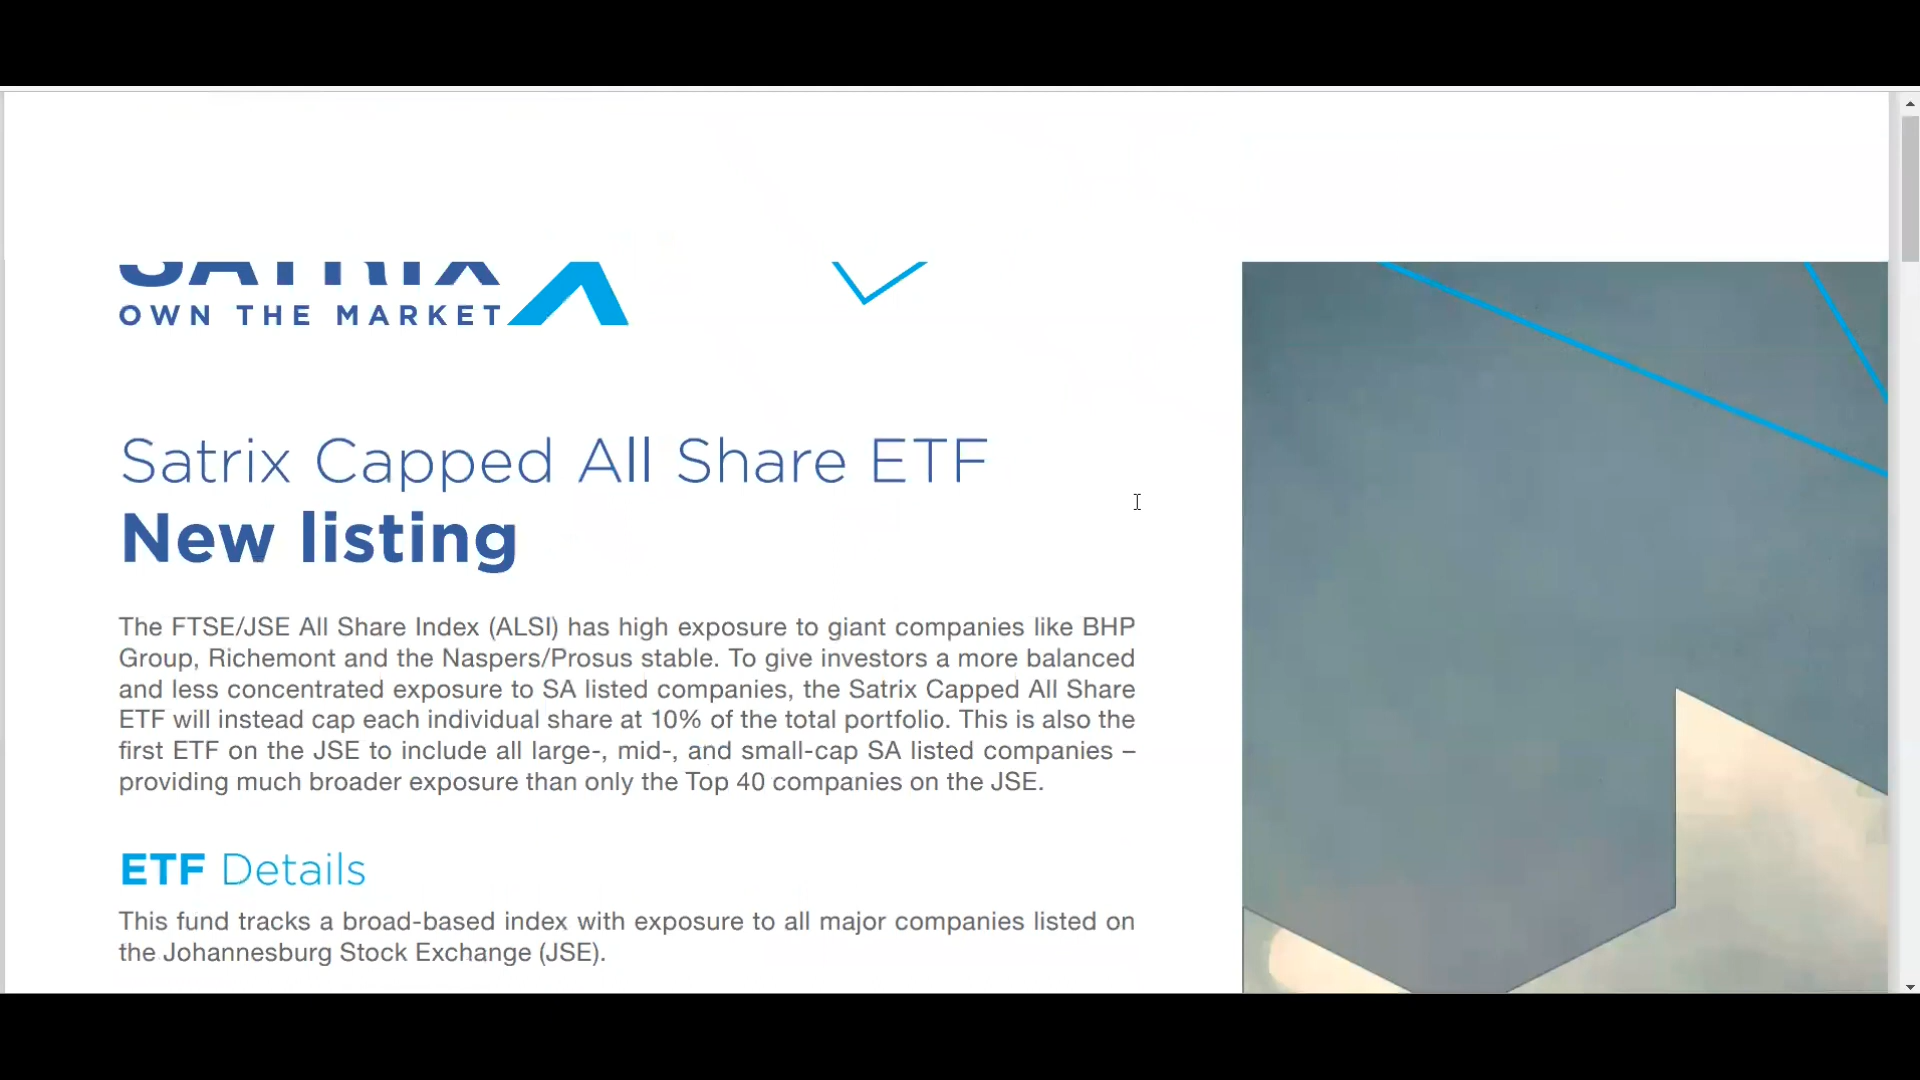 SATRIX
OWN THE MARKET
Satrix Capped All Share ETF
New listing
The FTSE/JSE All Share Index (ALSI) has high exposure to giant companies like BHP
Group, Richemont and the Naspers/Prosus stable. To give investors a more balanced
and less concentrated exposure to SA listed companies, the Satrix Capped All Share
ETF will instead cap each individual share at 10% of the total portfolio. This is also the
first ETF on the JSE to include all large-, mid-, and small-cap SA listed companies –
providing much broader exposure than only the Top 40 companies on the JSE.
ETF Details
This fund tracks a broad-based index with exposure to all major companies listed on
the Johannesburg Stock Exchange (JSE).